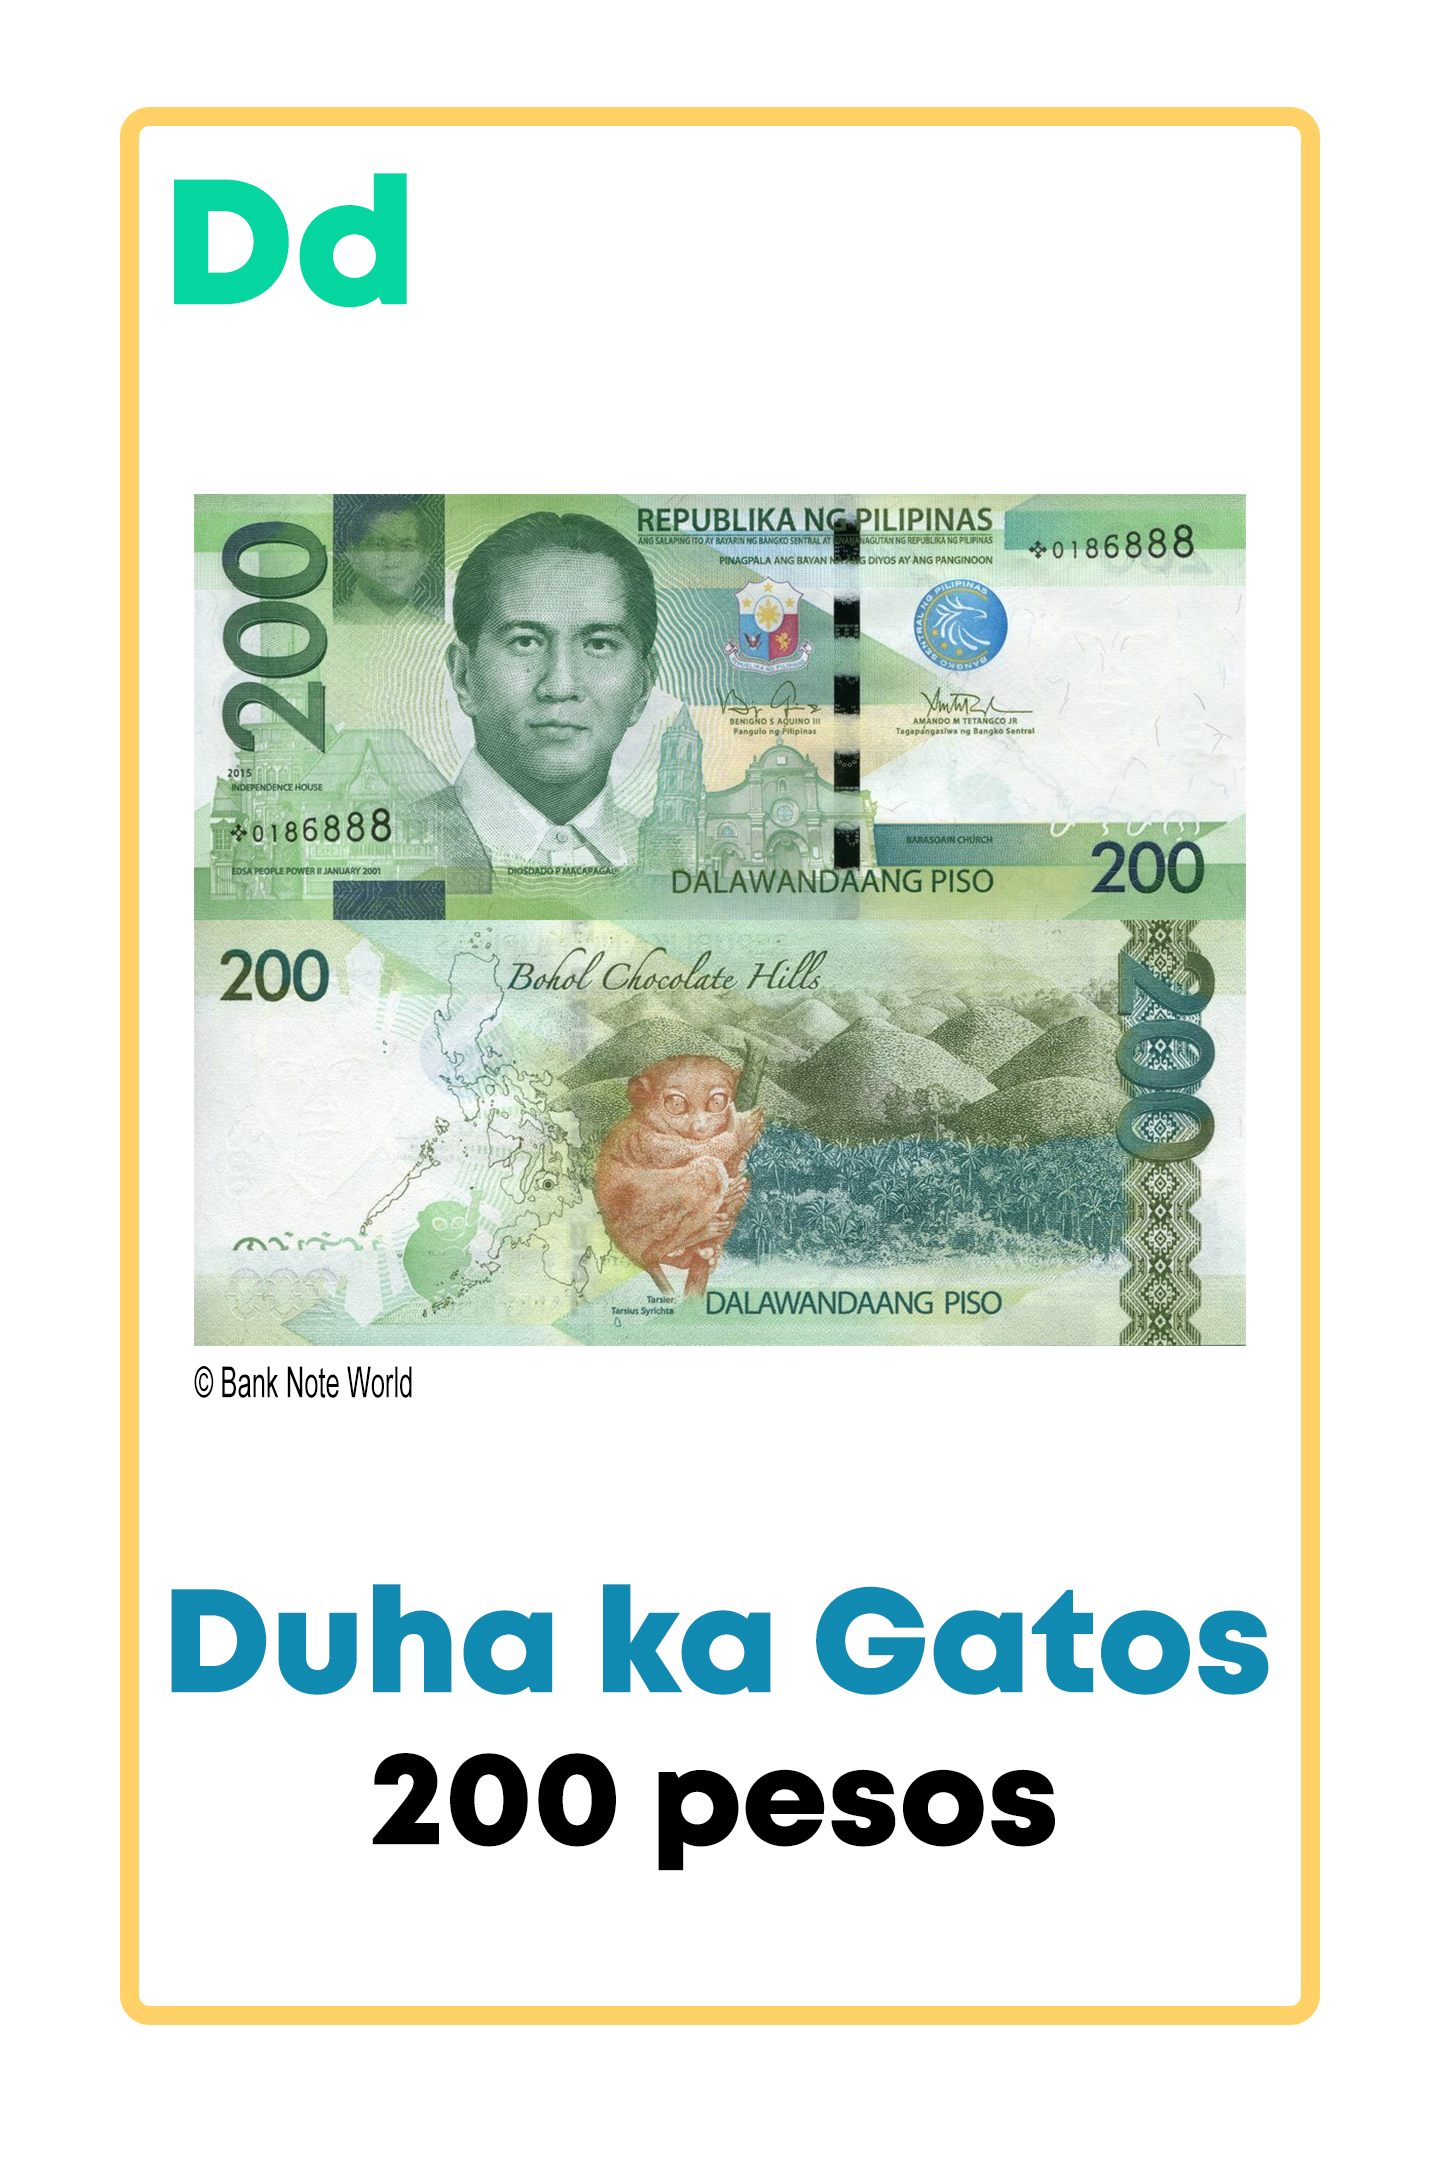 Dd
200
REPUBLIKA NG PILIPINAS
ANG SALAPING ITO AY BAYARIN NG BANGKO SENTRAL AT NANAGUTAN NG REPUBLIKA NG PILIPINAS
PINAGPALA ANG BAYAN NA ANG DIYOS AY ANG PANGINOON
0186888
REPUBLIKA NG PILIPINAS
BANGKO SENTRAL NG PILIPINAS
BENIGNO S AQUINO III
Pangulo ng Pilipinas
AMANDO M TETANGCO JR
Tagapangasiwa ng Bangko Sentral
2015
INDEPENDENCE HOUSE
0186888
EDSA PEOPLE POWER II JANUARY 2001
DIOSDADO P MACAPAGAL
BARASOAIN CHURCH
DALAWANDAANG PISO
200
200
Bohol Chocolate Hills
200
Tarsier
Tarsius Syrichta
DALAWANDAANG PISO
© Bank Note World
Duha ka Gatos
200 pesos